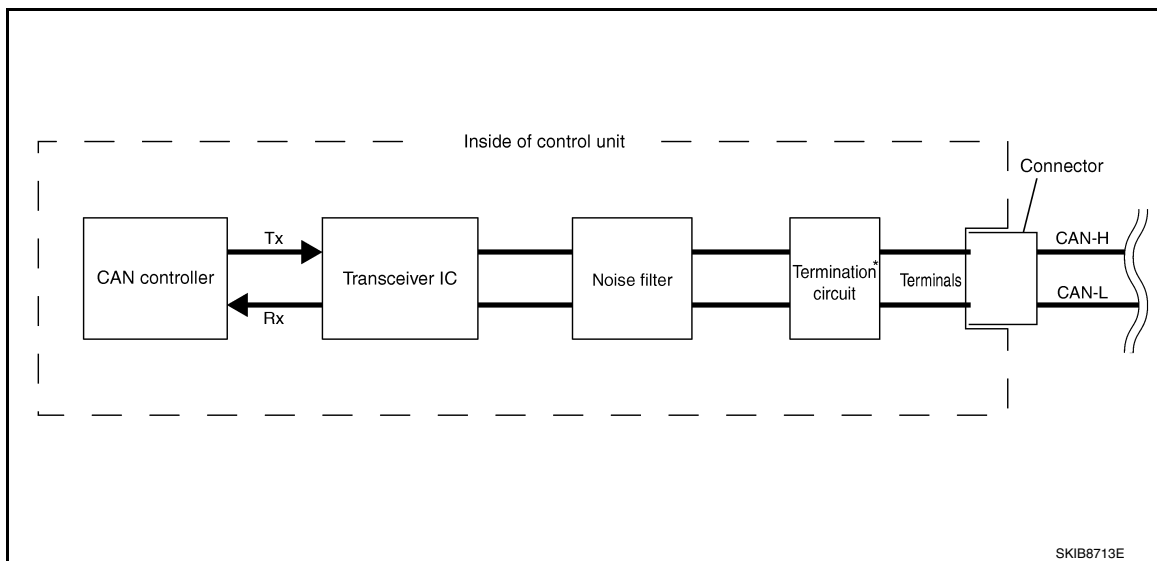 Inside of control unit
Connector
Tx
CAN-H
CAN controller
Transceiver IC
Noise filter
Termination*
circuit
Terminals
Rx
CAN-L
SKIB8713E